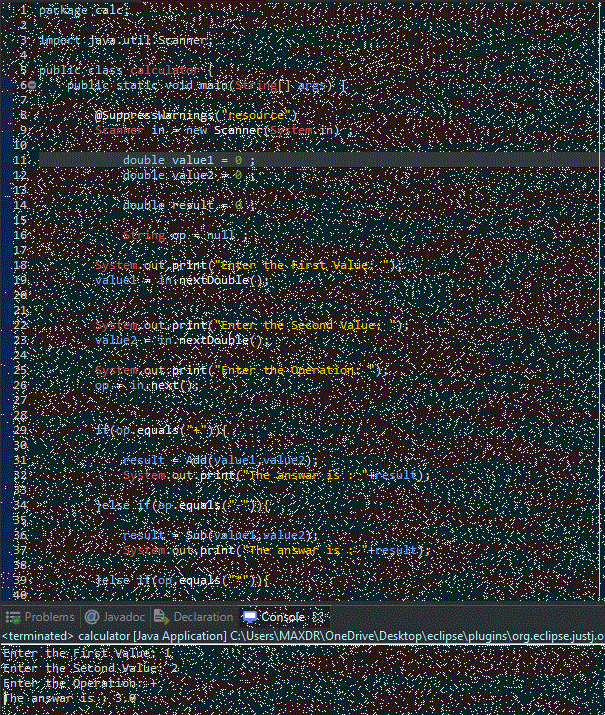 1 package calc;
2
3 import java.util.Scanner;
4
5 public class calculator {
6 public static void main(String[] args) {
7
8 @SuppressWarnings("resource")
9 Scanner in = new Scanner(System.in) ;
10
11 double value1 = 0 ;
12 double value2 = 0 ;
13
14 double result = 0 ;
15
16 String op = null ;
17
18 System.out.print("Enter the First Value: ");
19 value1 = in.nextDouble();
20
21
22 System.out.print("Enter the Second Value: ");
23 value2 = in.nextDouble();
24
25 System.out.print("Enter the Operation: ");
26 op = in.next();
27
28
29 if(op.equals("+")){
30
31 result = Add(value1,value2);
32 System.out.print("The answar is : "+result);
33
34 }else if(op.equals("-")){
35
36 result = Sub(value1,value2);
37 System.out.print("The answar is : "+result);
38
39 }else if(op.equals("*")){
40
Problems @ Javadoc Declaration Console
<terminated> calculator [Java Application] C:\Users\MAXDR\OneDrive\Desktop\eclipse\plugins\org.eclipse.justj.o
Enter the First Value: 1
Enter the Second Value: 2
Enter the Operation: +
The answar is : 3.0